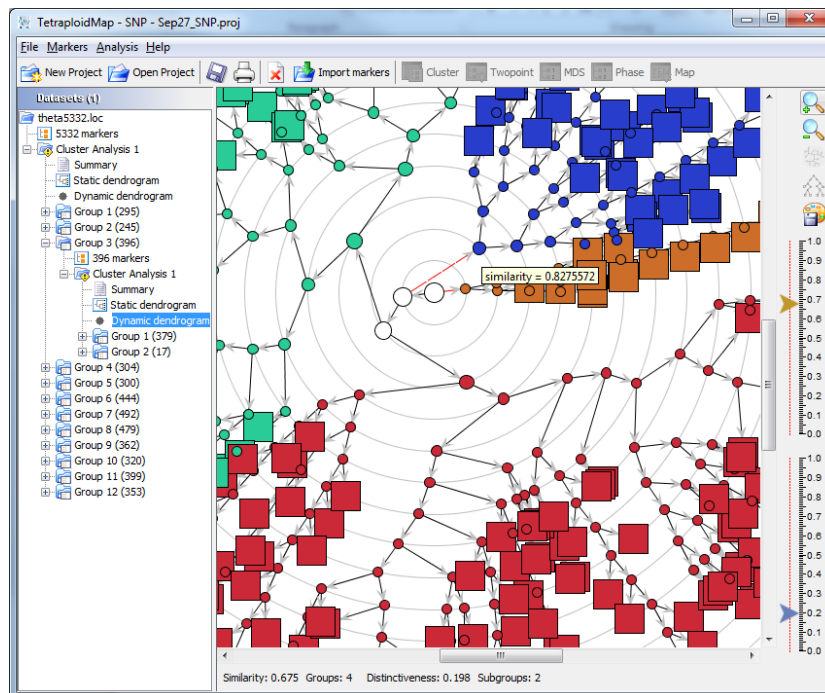 TetraploidMap - SNP - Sep27_SNP.proj
File Markers Analysis Help
New Project Open Project Import markers Cluster Twopoint MDS Phase Map
Datasets (1)
theta5332.loc
5332 markers
Cluster Analysis 1
Summary
Static dendrogram
Dynamic dendrogram
Group 1 (295)
Group 2 (245)
Group 3 (396)
396 markers
Cluster Analysis 1
Summary
Static dendrogram
Dynamic dendrogram
Group 1 (379)
Group 2 (17)
Group 4 (304)
Group 5 (300)
Group 6 (444)
Group 7 (492)
Group 8 (479)
Group 9 (362)
Group 10 (320)
Group 11 (399)
Group 12 (353)
similarity = 0.8275572
1.0
0.9
0.8
0.7
0.6
0.5
0.4
0.3
0.2
0.1
0.0
1.0
0.9
0.8
0.7
0.6
0.5
0.4
0.3
0.2
0.1
0.0
Similarity: 0.675 Groups: 4 Distinctiveness: 0.198 Subgroups: 2